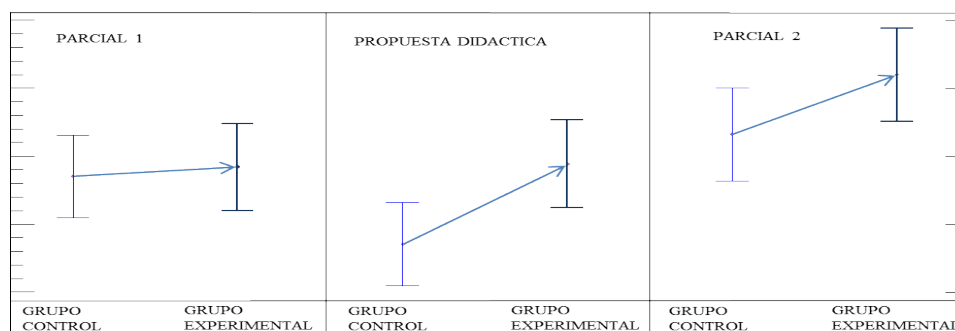 PARCIAL 1
PROPUESTA DIDACTICA
PARCIAL 2
GRUPO CONTROL
GRUPO EXPERIMENTAL
GRUPO CONTROL
GRUPO EXPERIMENTAL
GRUPO CONTROL
GRUPO EXPERIMENTAL